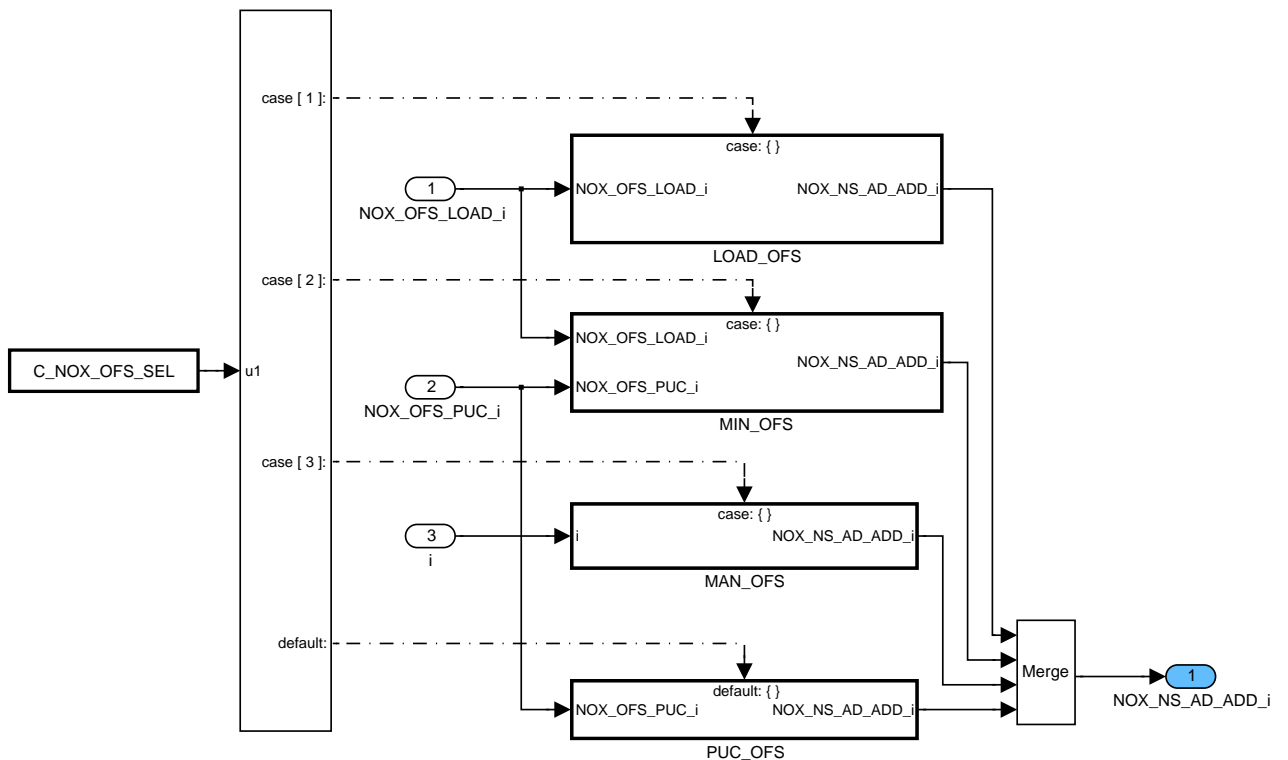 case [ 1 ]:
case: { }
NOX_OFS_LOAD_i
NOX_NS_AD_ADD_i
1
NOX_OFS_LOAD_i
LOAD_OFS
case [ 2 ]:
case: { }
NOX_OFS_LOAD_i
NOX_NS_AD_ADD_i
C_NOX_OFS_SEL
u1
2
NOX_OFS_PUC_i
NOX_OFS_PUC_i
MIN_OFS
case [ 3 ]:
case: { }
3
i
i
NOX_NS_AD_ADD_i
MAN_OFS
default:
default: { }
NOX_OFS_PUC_i
NOX_NS_AD_ADD_i
PUC_OFS
Merge
1
NOX_NS_AD_ADD_i